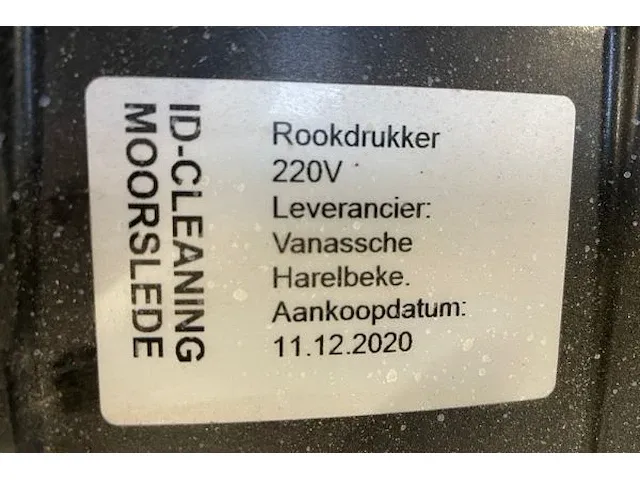 ID-CLEANING
MOORSLEDE
Rookdrukker
220V
Leverancier:
Vanassche
Harelbeke.
Aankoopdatum:
11.12.2020